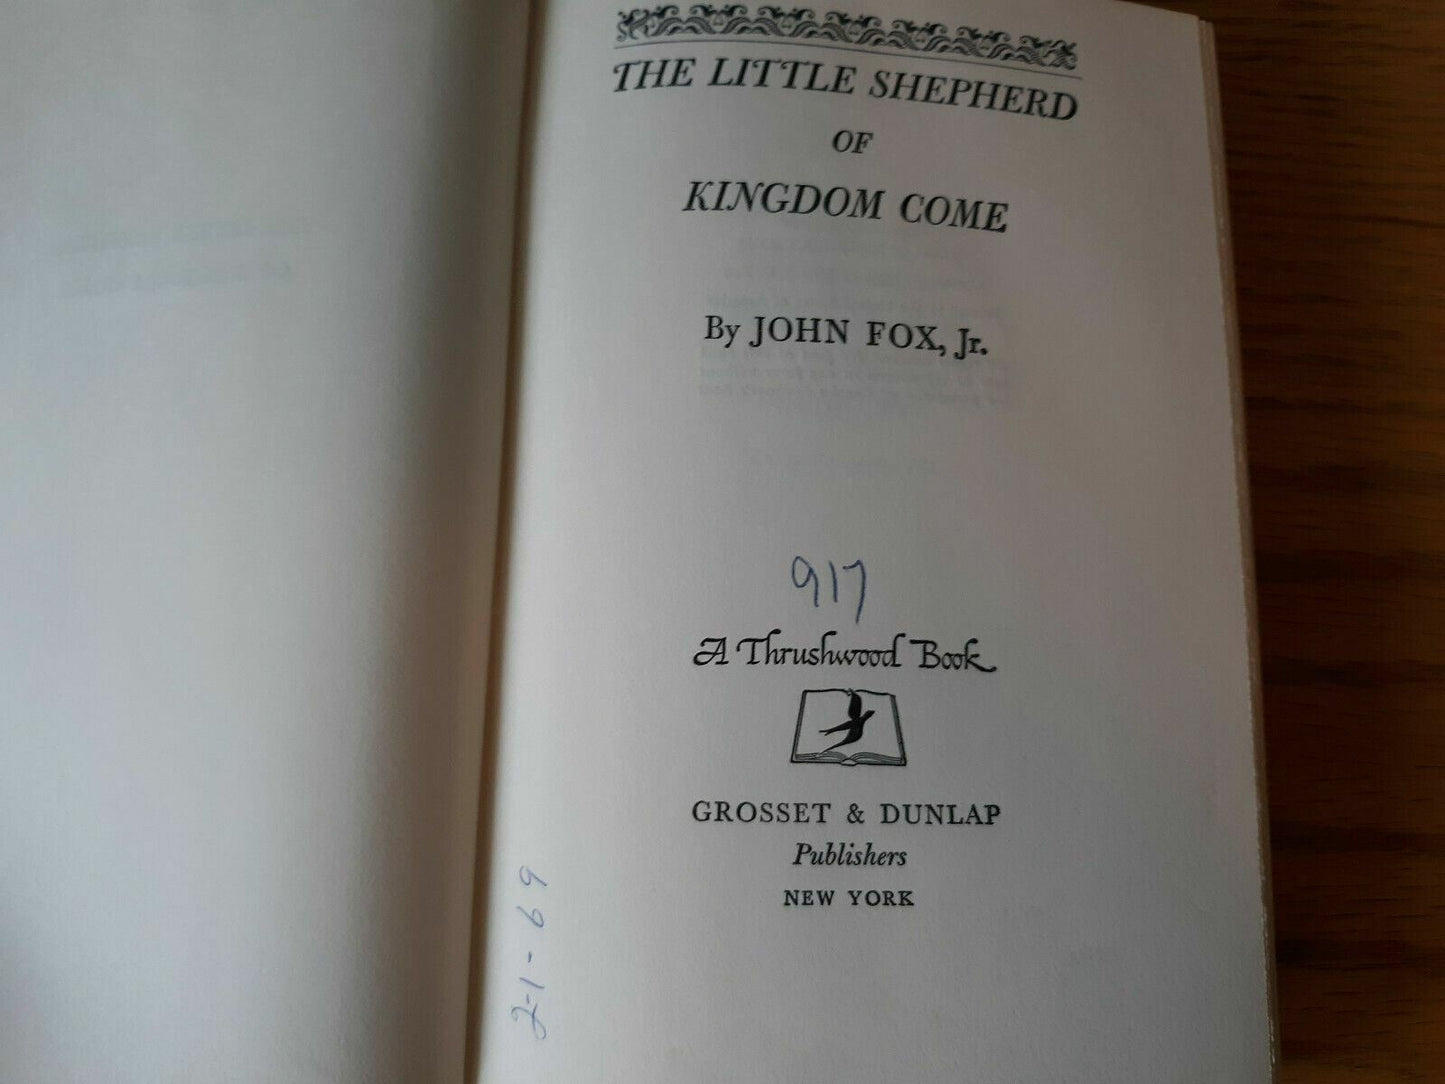 THE LITTLE SHEPHERD
OF
KINGDOM COME
By JOHN FOX, Jr.
917
A Thrushwood Book
GROSSET & DUNLAP
Publishers
NEW YORK
2-1-69